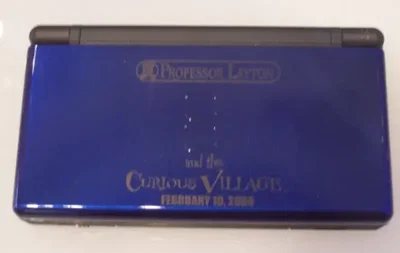 PROFESSOR LAYTON
and the
CURIOUS VILLAGE
FEBRUARY 10, 2008